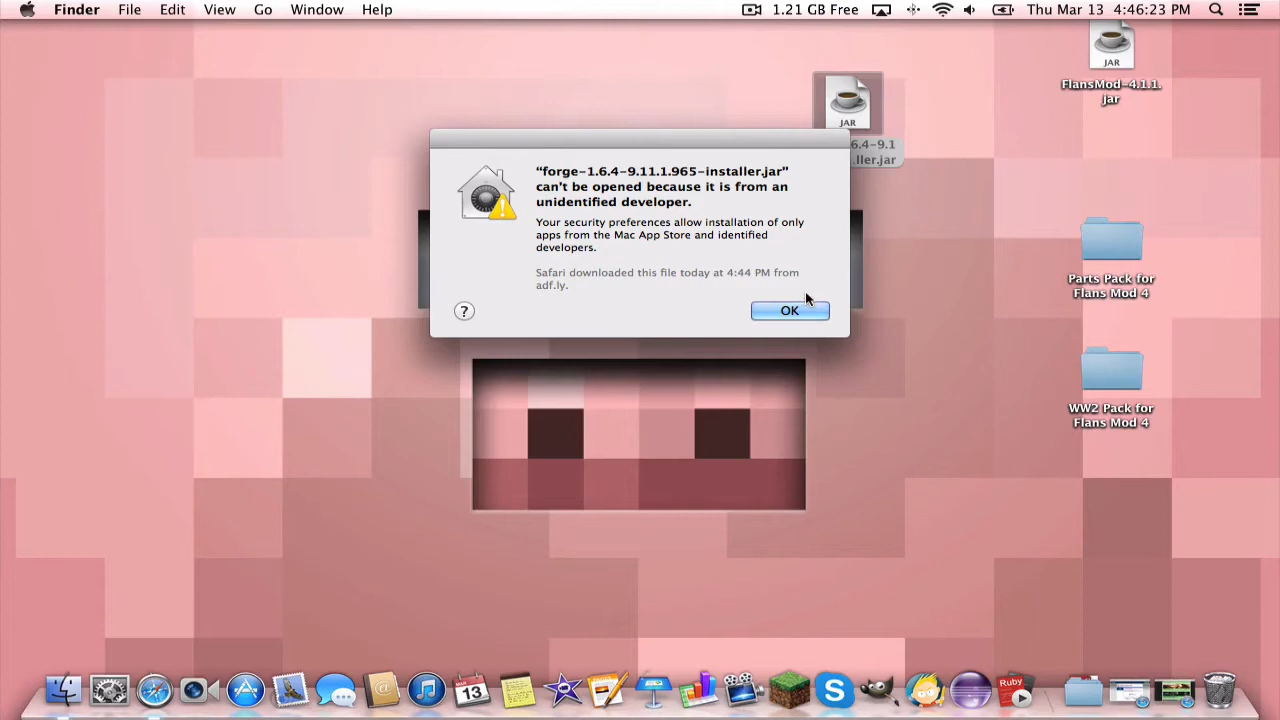 Finder File Edit View Go Window Help 1.21 GB Free Thu Mar 13 4:46:23 PM
JAR
FlansMod-4.1.1.
jar
JAR
6.4-9.1
ller.jar
“forge-1.6.4-9.11.1.965-installer.jar”
can't be opened because it is from an
unidentified developer.
Your security preferences allow installation of only
apps from the Mac App Store and identified
developers.
Safari downloaded this file today at 4:44 PM from
adf.ly.
? OK
Parts Pack for
Flans Mod 4
WW2 Pack for
Flans Mod 4
13
Ruby